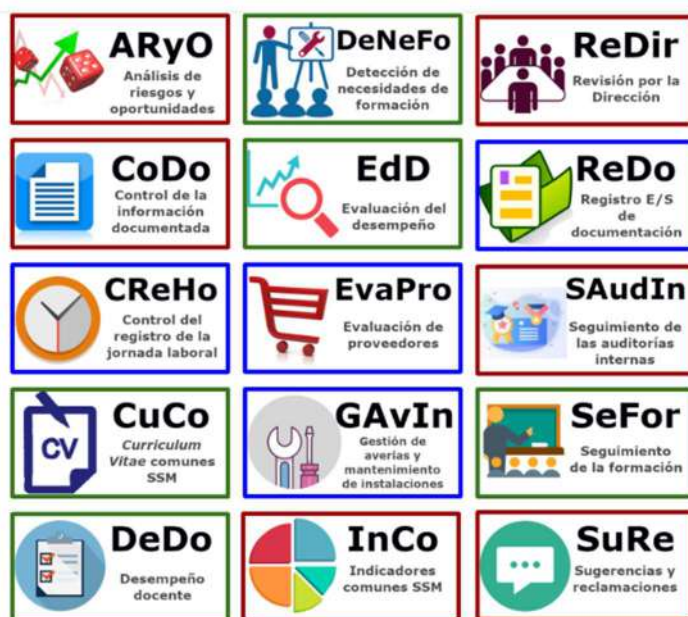 ARyO
Análisis de
riesgos y
oportunidades
DeNeFo
Detección de
necesidades de
formación
ReDir
Revisión por la
Dirección
CoDo
Control de la
información
documentada
EdD
Evaluación del
desempeño
ReDo
Registro E/S
de
documentación
CReHo
Control del
registro de la
jornada laboral
EvaPro
Evaluación de
proveedores
SAudIn
Seguimiento de
las auditorías
internas
CV
CuCo
Curriculum
Vitae comunes
SSM
GAvIn
Gestión de
averías y
mantenimiento
de instalaciones
SeFor
Seguimiento
de la formación
DeDo
Desempeño
docente
InCo
Indicadores
comunes SSM
SuRe
Sugerencias y
reclamaciones